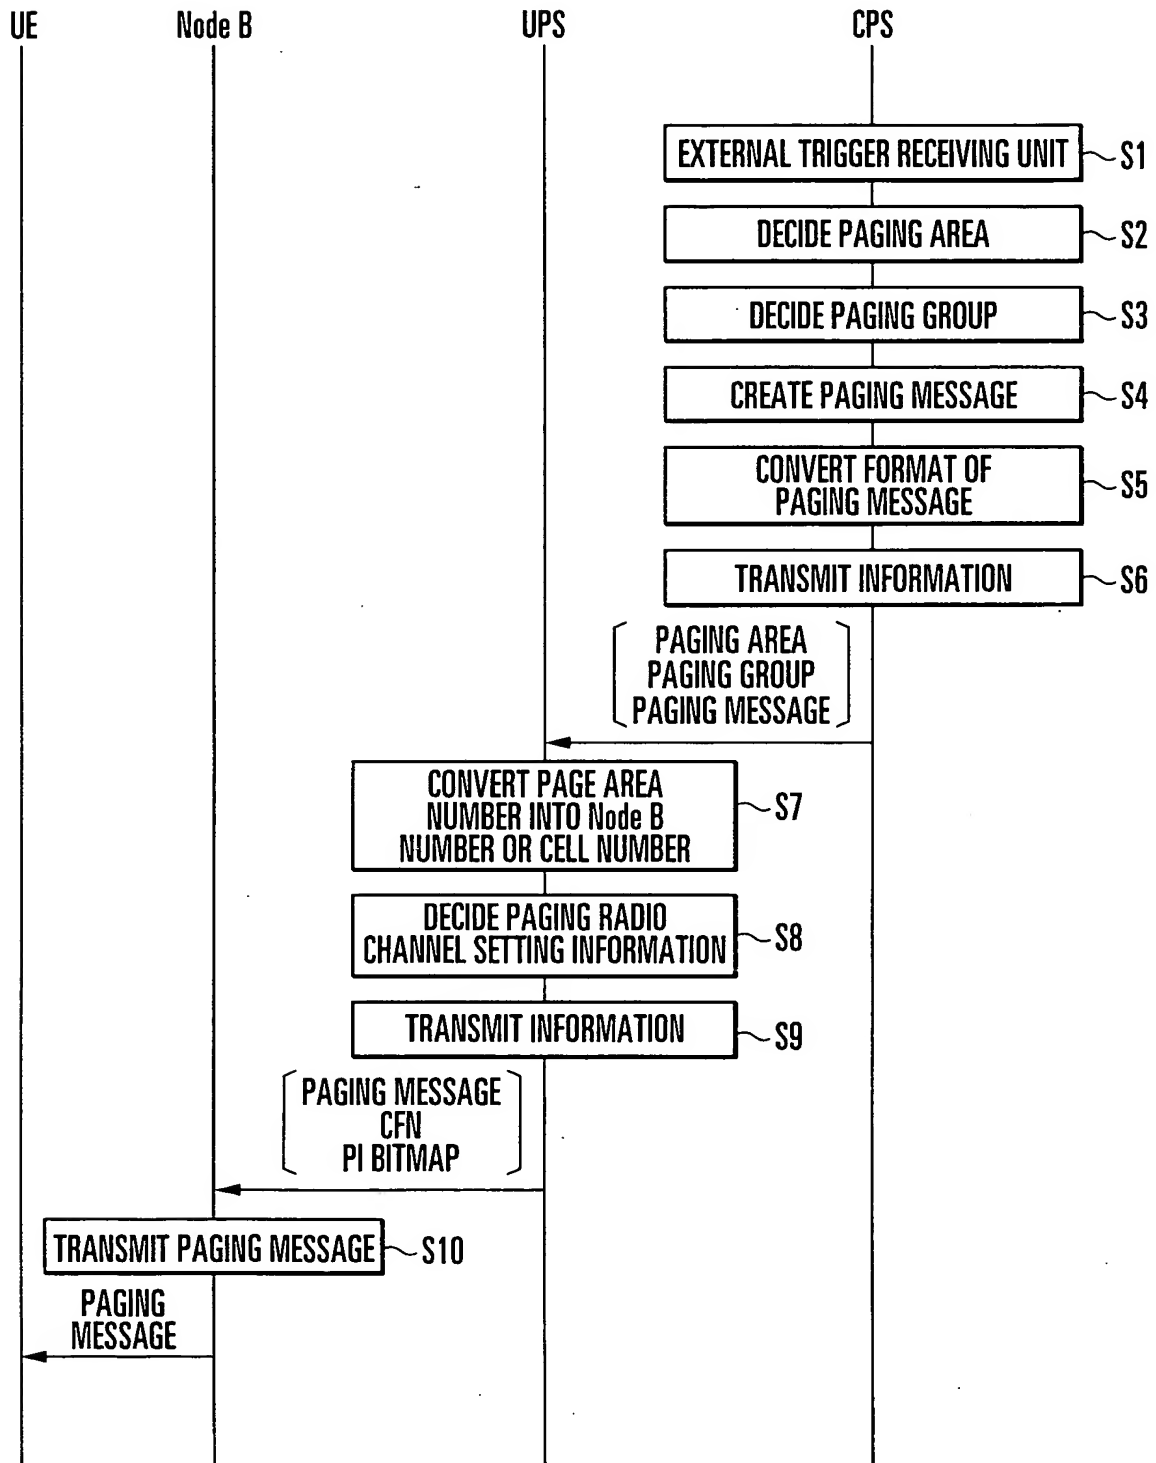 UE
Node B
UPS
CPS
EXTERNAL TRIGGER RECEIVING UNIT
S1
DECIDE PAGING AREA
S2
DECIDE PAGING GROUP
S3
CREATE PAGING MESSAGE
S4
CONVERT FORMAT OF
PAGING MESSAGE
S5
TRANSMIT INFORMATION
S6
PAGING AREA
PAGING GROUP
PAGING MESSAGE
CONVERT PAGE AREA
NUMBER INTO Node B
NUMBER OR CELL NUMBER
S7
DECIDE PAGING RADIO
CHANNEL SETTING INFORMATION
S8
TRANSMIT INFORMATION
S9
PAGING MESSAGE
CFN
PI BITMAP
TRANSMIT PAGING MESSAGE
S10
PAGING
MESSAGE